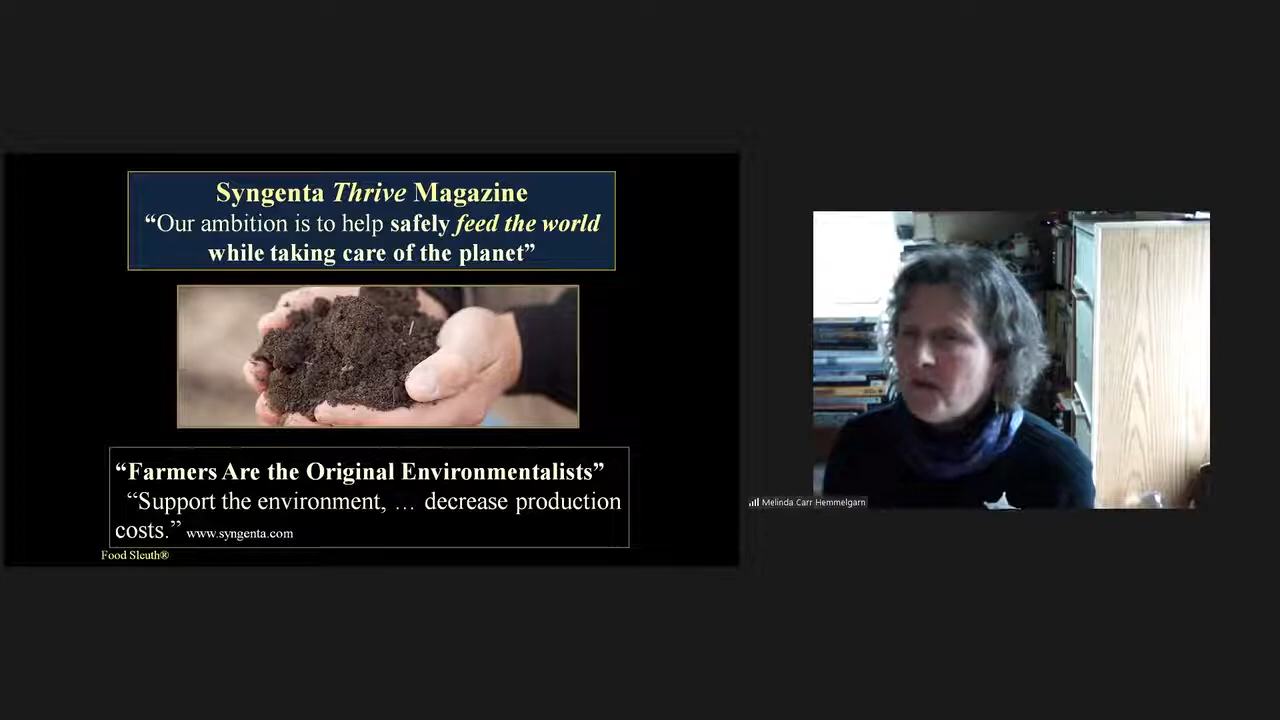 Syngenta Thrive Magazine
“Our ambition is to help safely feed the world
while taking care of the planet”
“Farmers Are the Original Environmentalists”
“Support the environment, … decrease production
costs.” www.syngenta.com
Food Sleuth®
Melinda Carr Hemmelgarn